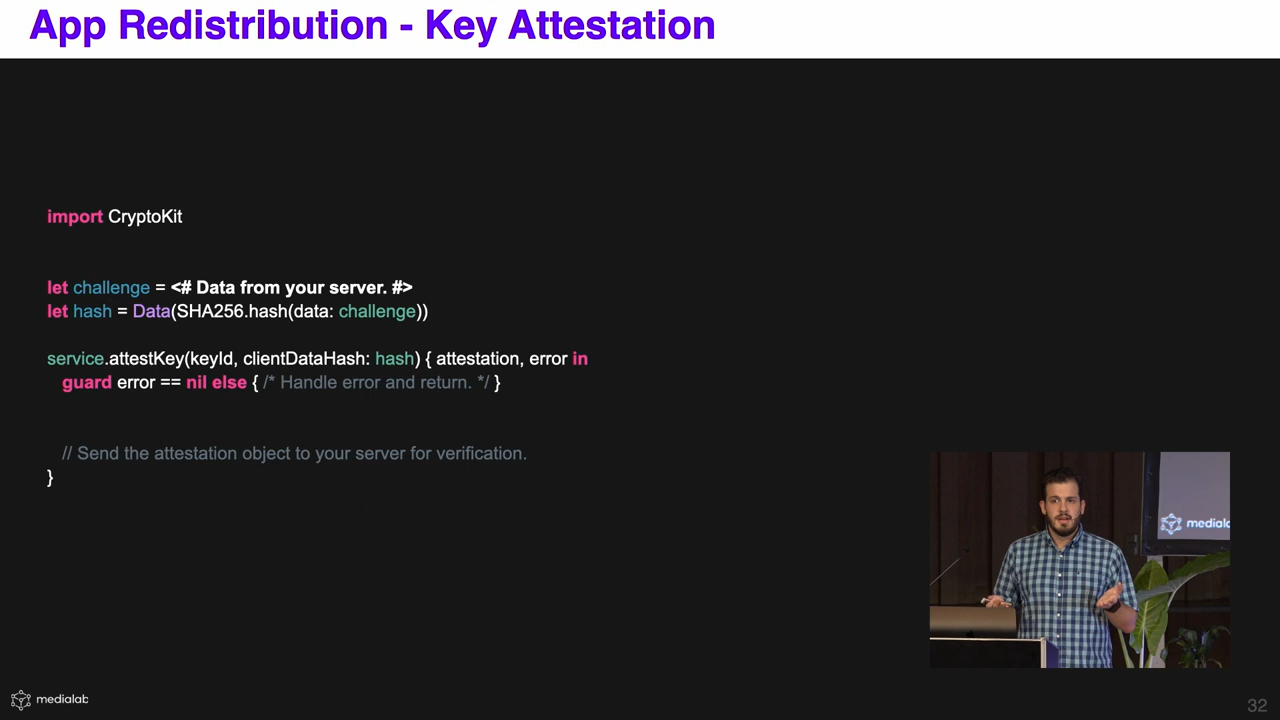 App Redistribution - Key Attestation
import CryptoKit
let challenge = <# Data from your server. #>
let hash = Data(SHA256.hash(data: challenge))
service.attestKey(keyId, clientDataHash: hash) { attestation, error in
guard error == nil else { /* Handle error and return. */ }
// Send the attestation object to your server for verification.
}
medialab
medialab
32